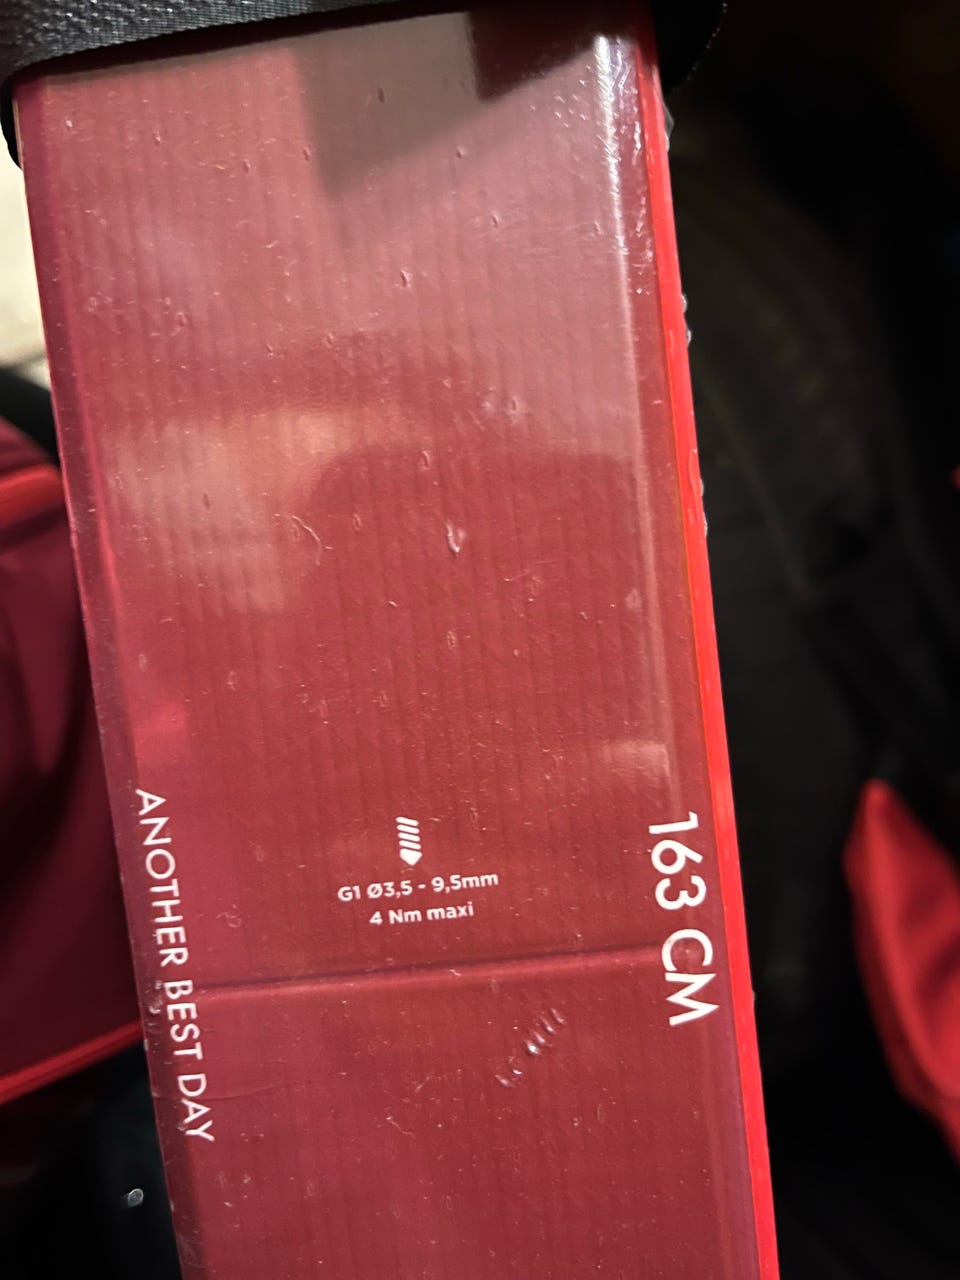 ANOTHER BEST DAY
G1 Ø3,5 - 9,5mm
4 Nm maxi
163 CM